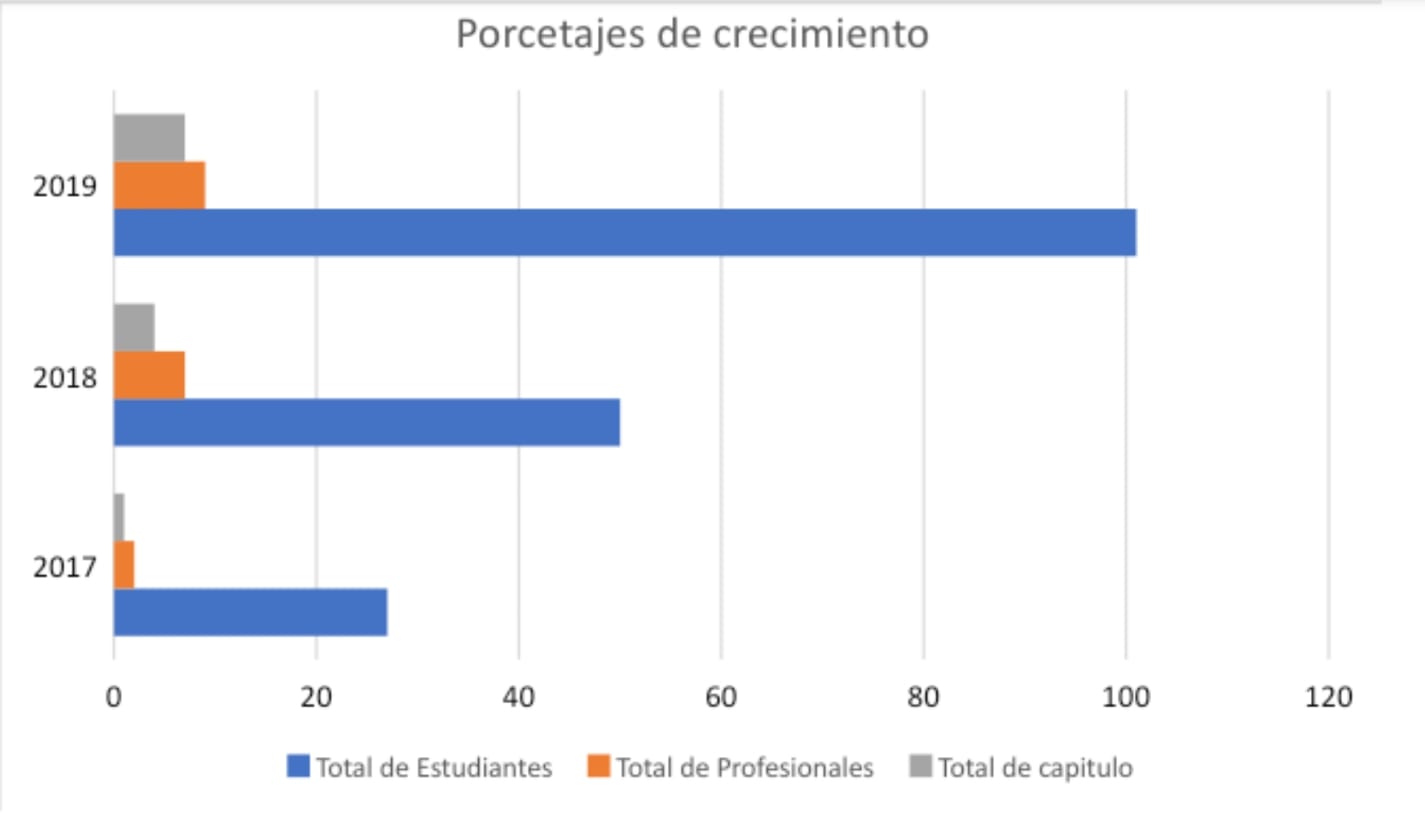 Porcetajes de crecimiento
2019
2018
2017
0 20 40 60 80 100 120
Total de Estudiantes Total de Profesionales Total de capitulo